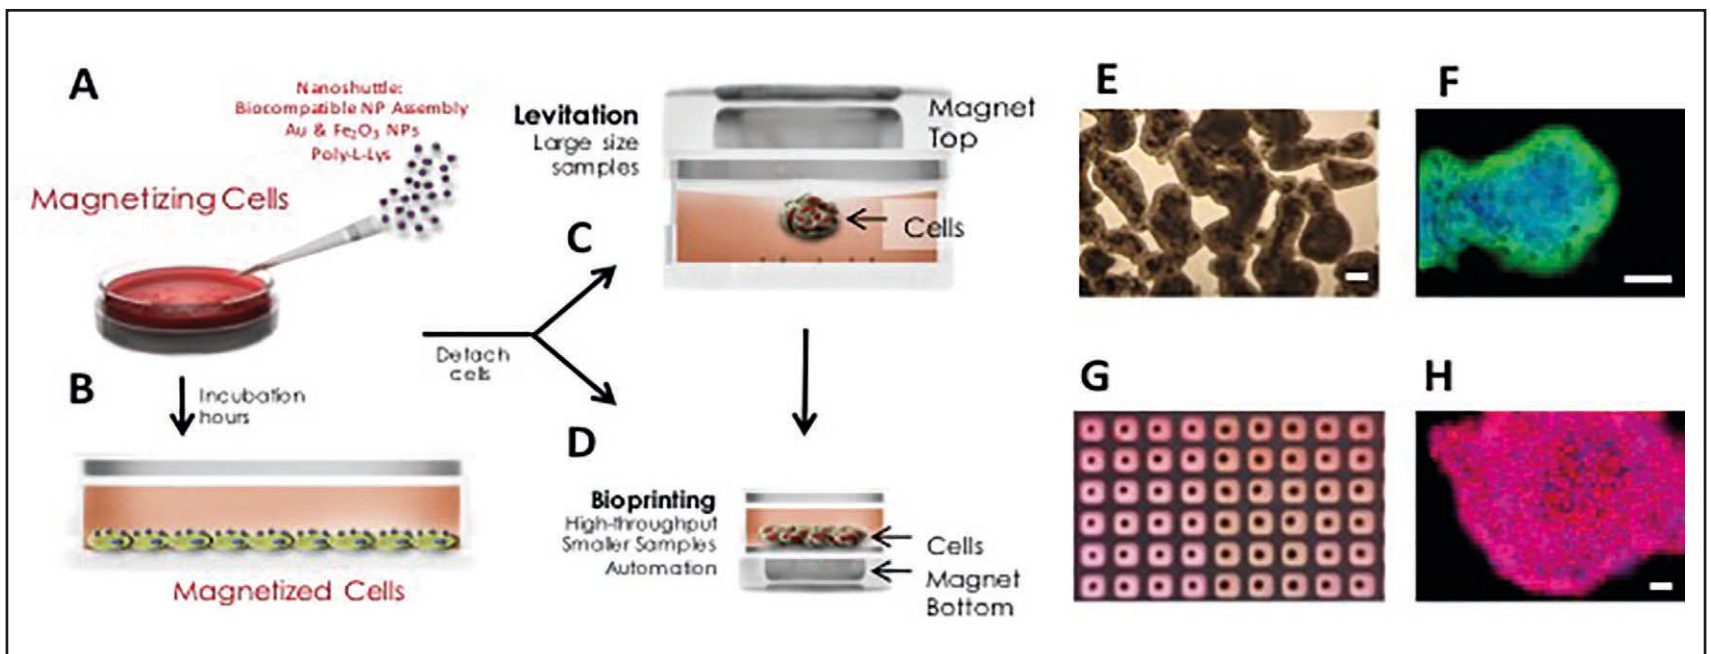 A
Nanoshuttle:
Biocompatible NP Assembly
Au & Fe₂O₃ NPs
Poly-L-Lys
Magnetizing Cells
B
Incubation
hours
Magnetized Cells
Detach
cells
C
Levitation
Large size
samples
Magnet
Top
Cells
D
Bioprinting
High-throughput
Smaller Samples
Automation
Cells
Magnet
Bottom
E
F
G
H